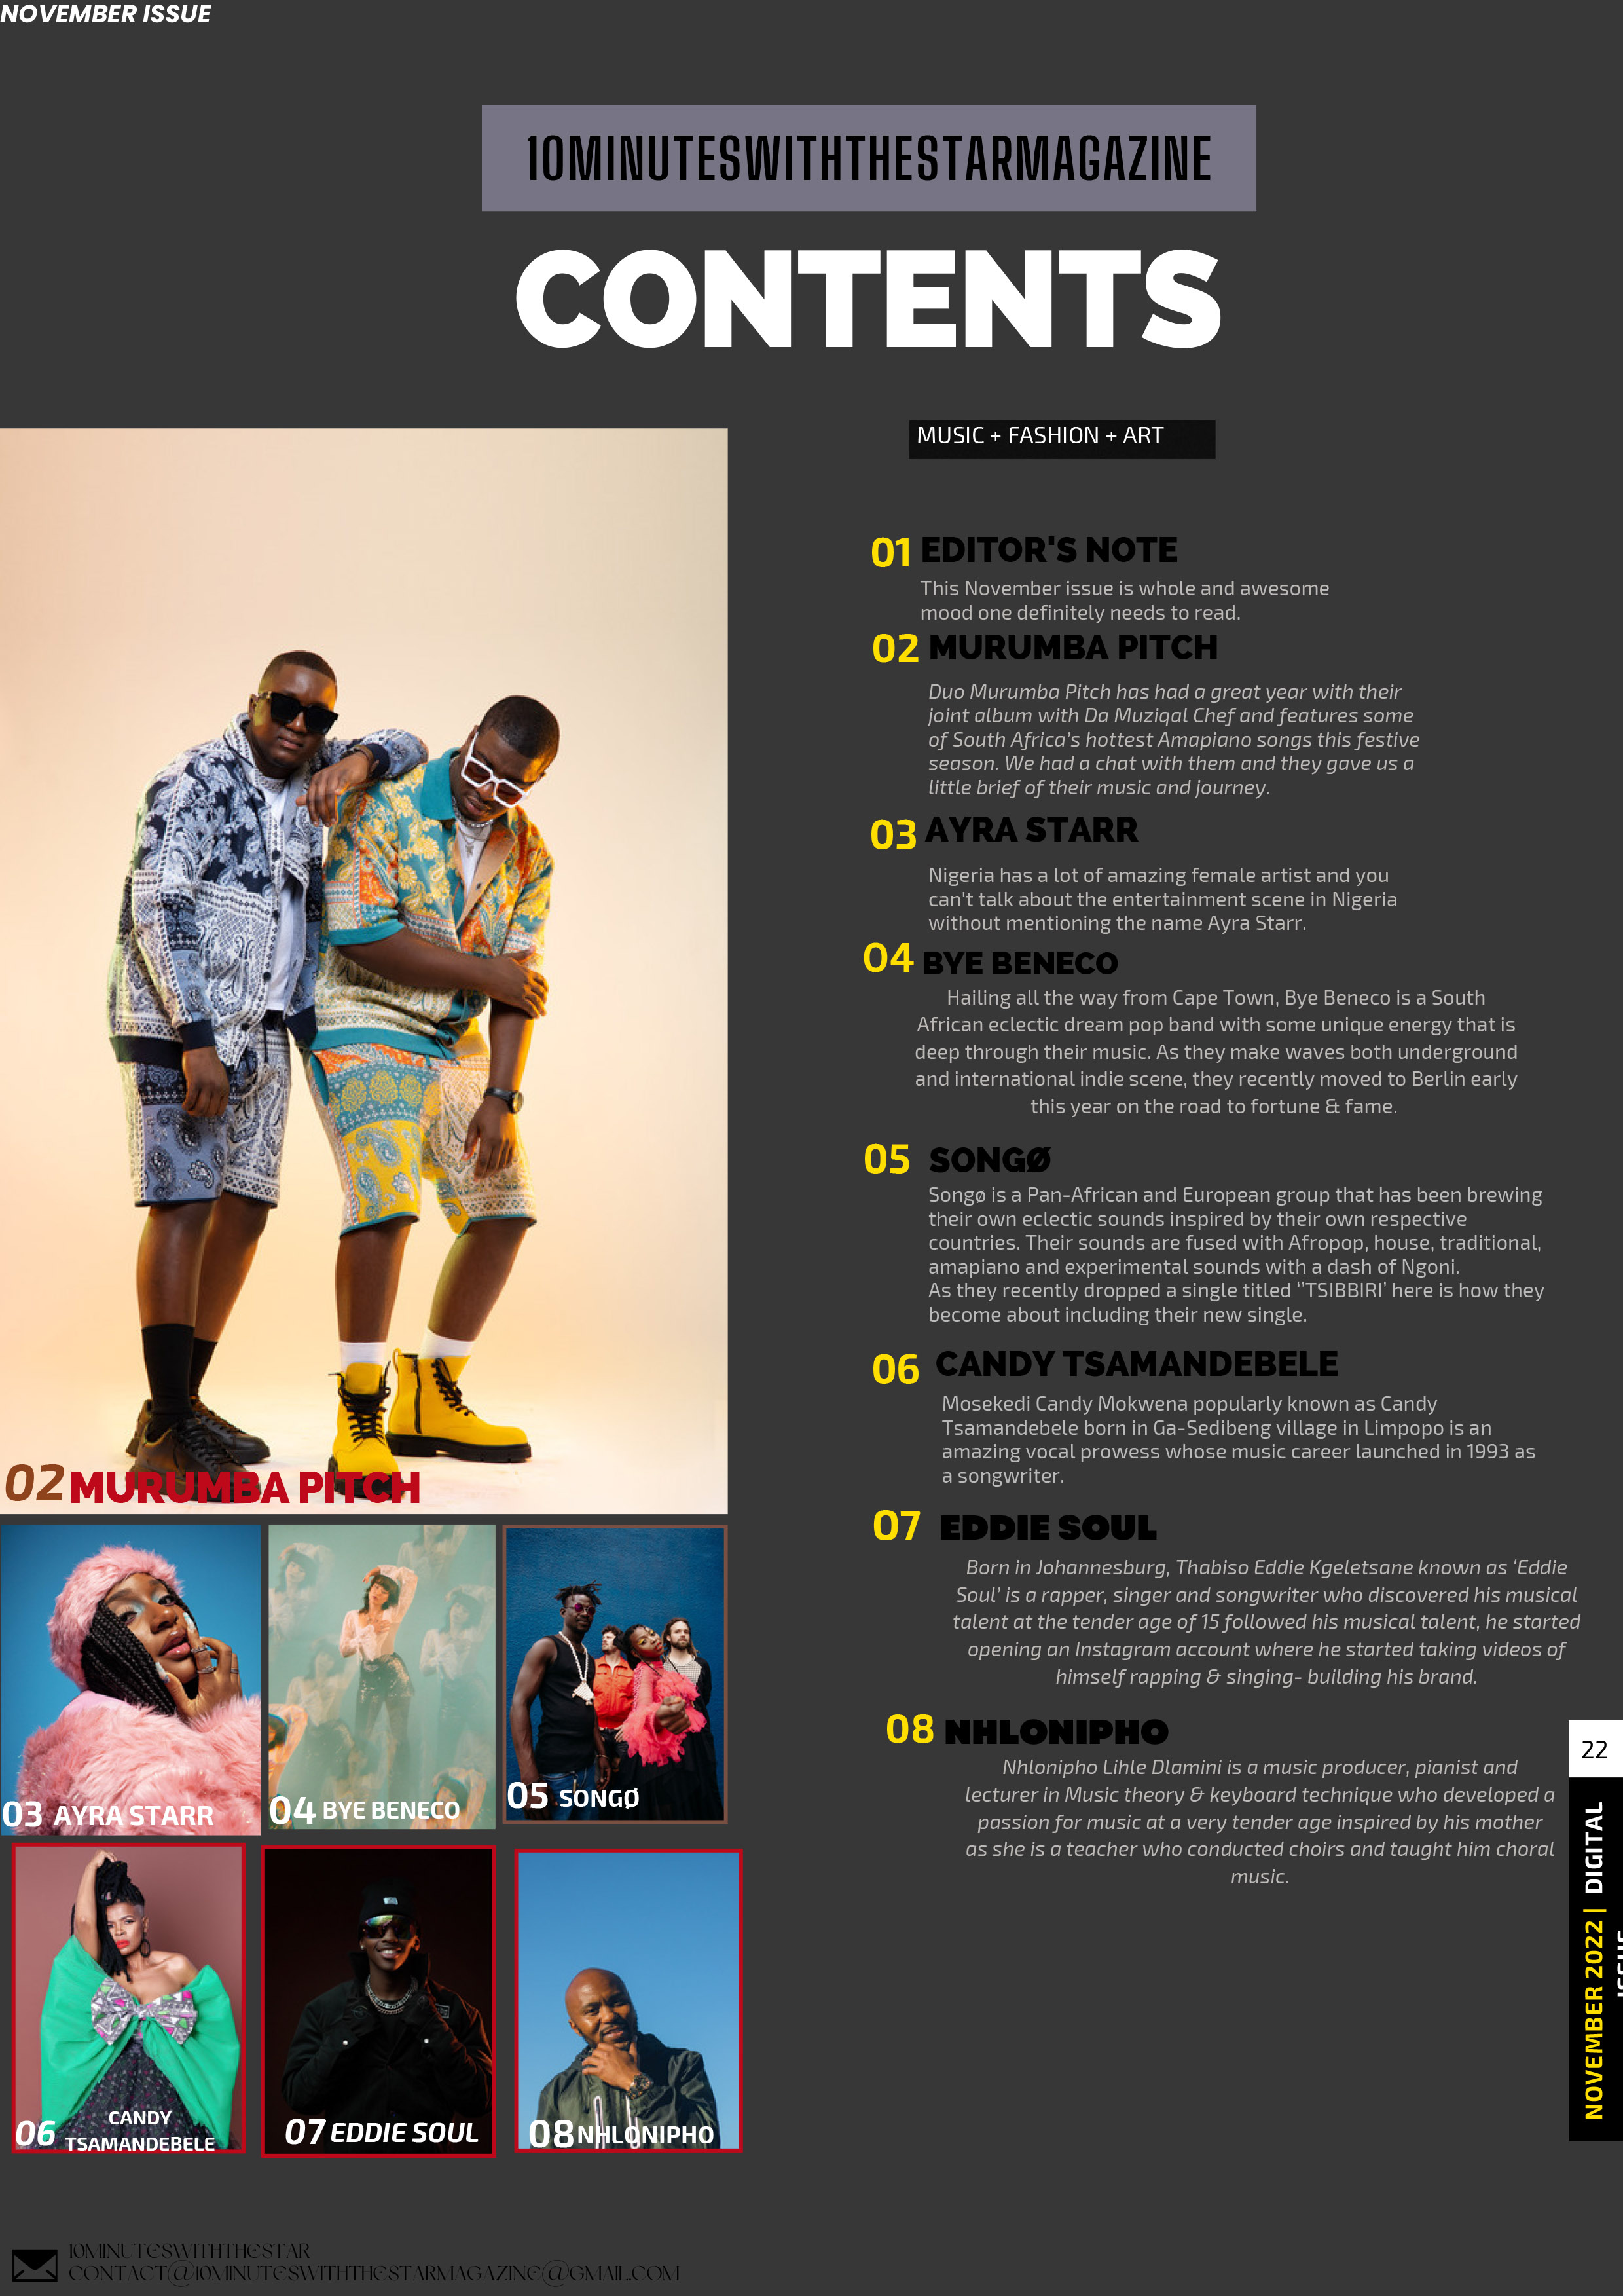 NOVEMBER ISSUE
10MINUTESWITHTHESTARMAGAZINE
CONTENTS
MUSIC + FASHION + ART
01 EDITOR'S NOTE
This November issue is whole and awesome
mood one definitely needs to read.
02 MURUMBA PITCH
Duo Murumba Pitch has had a great year with their
joint album with Da Muziqal Chef and features some
of South Africa’s hottest Amapiano songs this festive
season. We had a chat with them and they gave us a
little brief of their music and journey.
03 AYRA STARR
Nigeria has a lot of amazing female artist and you
can't talk about the entertainment scene in Nigeria
without mentioning the name Ayra Starr.
04 BYE BENECO
Hailing all the way from Cape Town, Bye Beneco is a South
African eclectic dream pop band with some unique energy that is
deep through their music. As they make waves both underground
and international indie scene, they recently moved to Berlin early
this year on the road to fortune & fame.
05 SONGØ
Songø is a Pan-African and European group that has been brewing
their own eclectic sounds inspired by their own respective
countries. Their sounds are fused with Afropop, house, traditional,
amapiano and experimental sounds with a dash of Ngoni.
As they recently dropped a single titled ‘’TSIBBIRI’ here is how they
become about including their new single.
06 CANDY TSAMANDEBELE
Mosekedi Candy Mokwena popularly known as Candy
Tsamandebele born in Ga-Sedibeng village in Limpopo is an
amazing vocal prowess whose music career launched in 1993 as
a songwriter.
07 EDDIE SOUL
Born in Johannesburg, Thabiso Eddie Kgeletsane known as ‘Eddie
Soul’ is a rapper, singer and songwriter who discovered his musical
talent at the tender age of 15 followed his musical talent, he started
opening an Instagram account where he started taking videos of
himself rapping & singing- building his brand.
08 NHLONIPHO
Nhlonipho Lihle Dlamini is a music producer, pianist and
lecturer in Music theory & keyboard technique who developed a
passion for music at a very tender age inspired by his mother
as she is a teacher who conducted choirs and taught him choral
music.
02 MURUMBA PITCH
03 AYRA STARR
04 BYE BENECO
05 SONGØ
06 CANDY
TSAMANDEBELE
07 EDDIE SOUL
08 NHLONIPHO
22
NOVEMBER 2022 | DIGITAL
ISSUE
10MINUTESWITHTHESTAR
CONTACT@10MINUTESWITHTHESTARMAGAZINE@GMAIL.COM